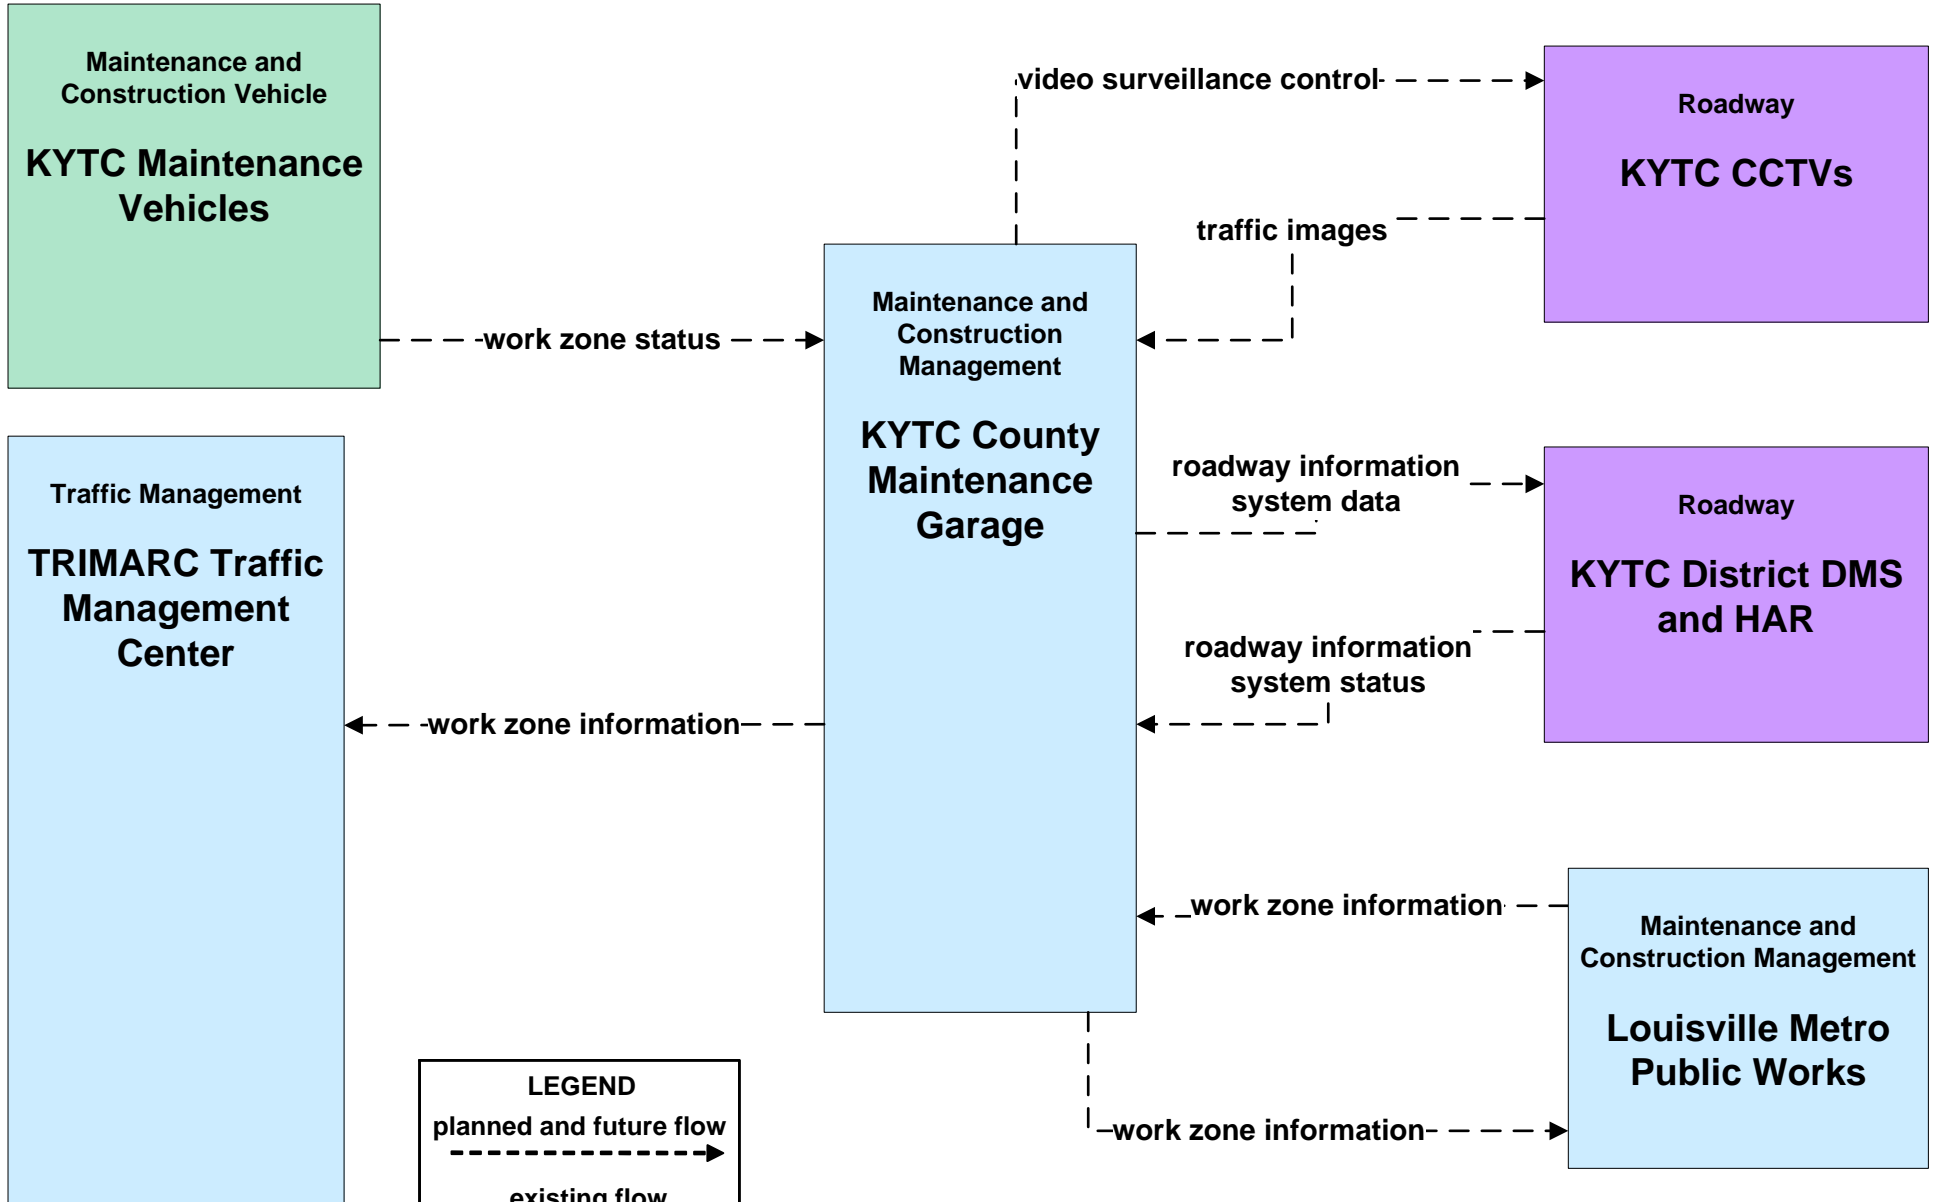 Maintenance and
Construction Vehicle
KYTC Maintenance
Vehicles
video surveillance control
Roadway
KYTC CCTVs
traffic images
work zone status
Maintenance and
Construction
Management
KYTC County
Maintenance
Garage
Traffic Management
TRIMARC Traffic
Management
Center
roadway information
system data
Roadway
KYTC District DMS
and HAR
roadway information
system status
work zone information
work zone information
Maintenance and
Construction Management
Louisville Metro
Public Works
work zone information
LEGEND
planned and future flow
existing flow